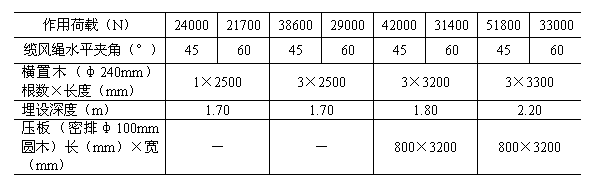 作用荷载（N） 24000 21700 38600 29000 42000 31400 51800 33000
缆风绳水平夹角（°） 45 60 45 60 45 60 45 60
横置木（φ240mm）
根数×长度（mm） 1×2500 3×2500 3×3200 3×3300
埋设深度（m） 1.70 1.70 1.80 2.20
压板（密排φ100mm
圆木）长（mm）×宽
（mm） — — 800×3200 800×3200